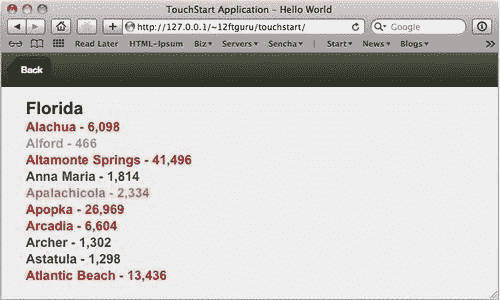 TouchStart Application - Hello World
http://127.0.0.1/~12ftguru/touchstart/
Google
Read Later HTML-Ipsum Biz Servers Services Sencha Start News Blogs
Back
Florida
Alachua - 6,098
Alford - 466
Altamonte Springs - 41,496
Anna Maria - 1,814
Apalachicola - 2,334
Apopka - 26,969
Arcadia - 6,604
Archer - 1,302
Astatula - 1,298
Atlantic Beach - 13,436